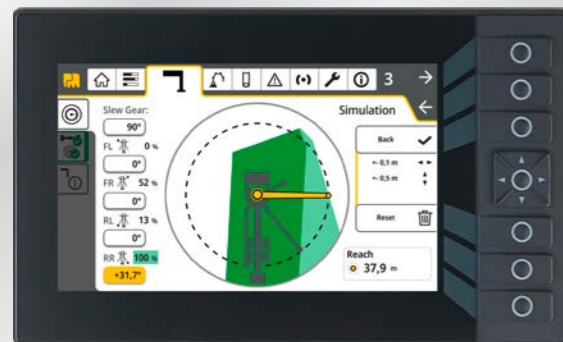 3
Slew Gear:
90°
FL 0 %
0°
FR 52 %
0°
RL 13 %
0°
RR 100 %
+31,7°
Simulation
Back
+- 0,1 m
+- 0,5 m
Reset
Reach
37,9 m